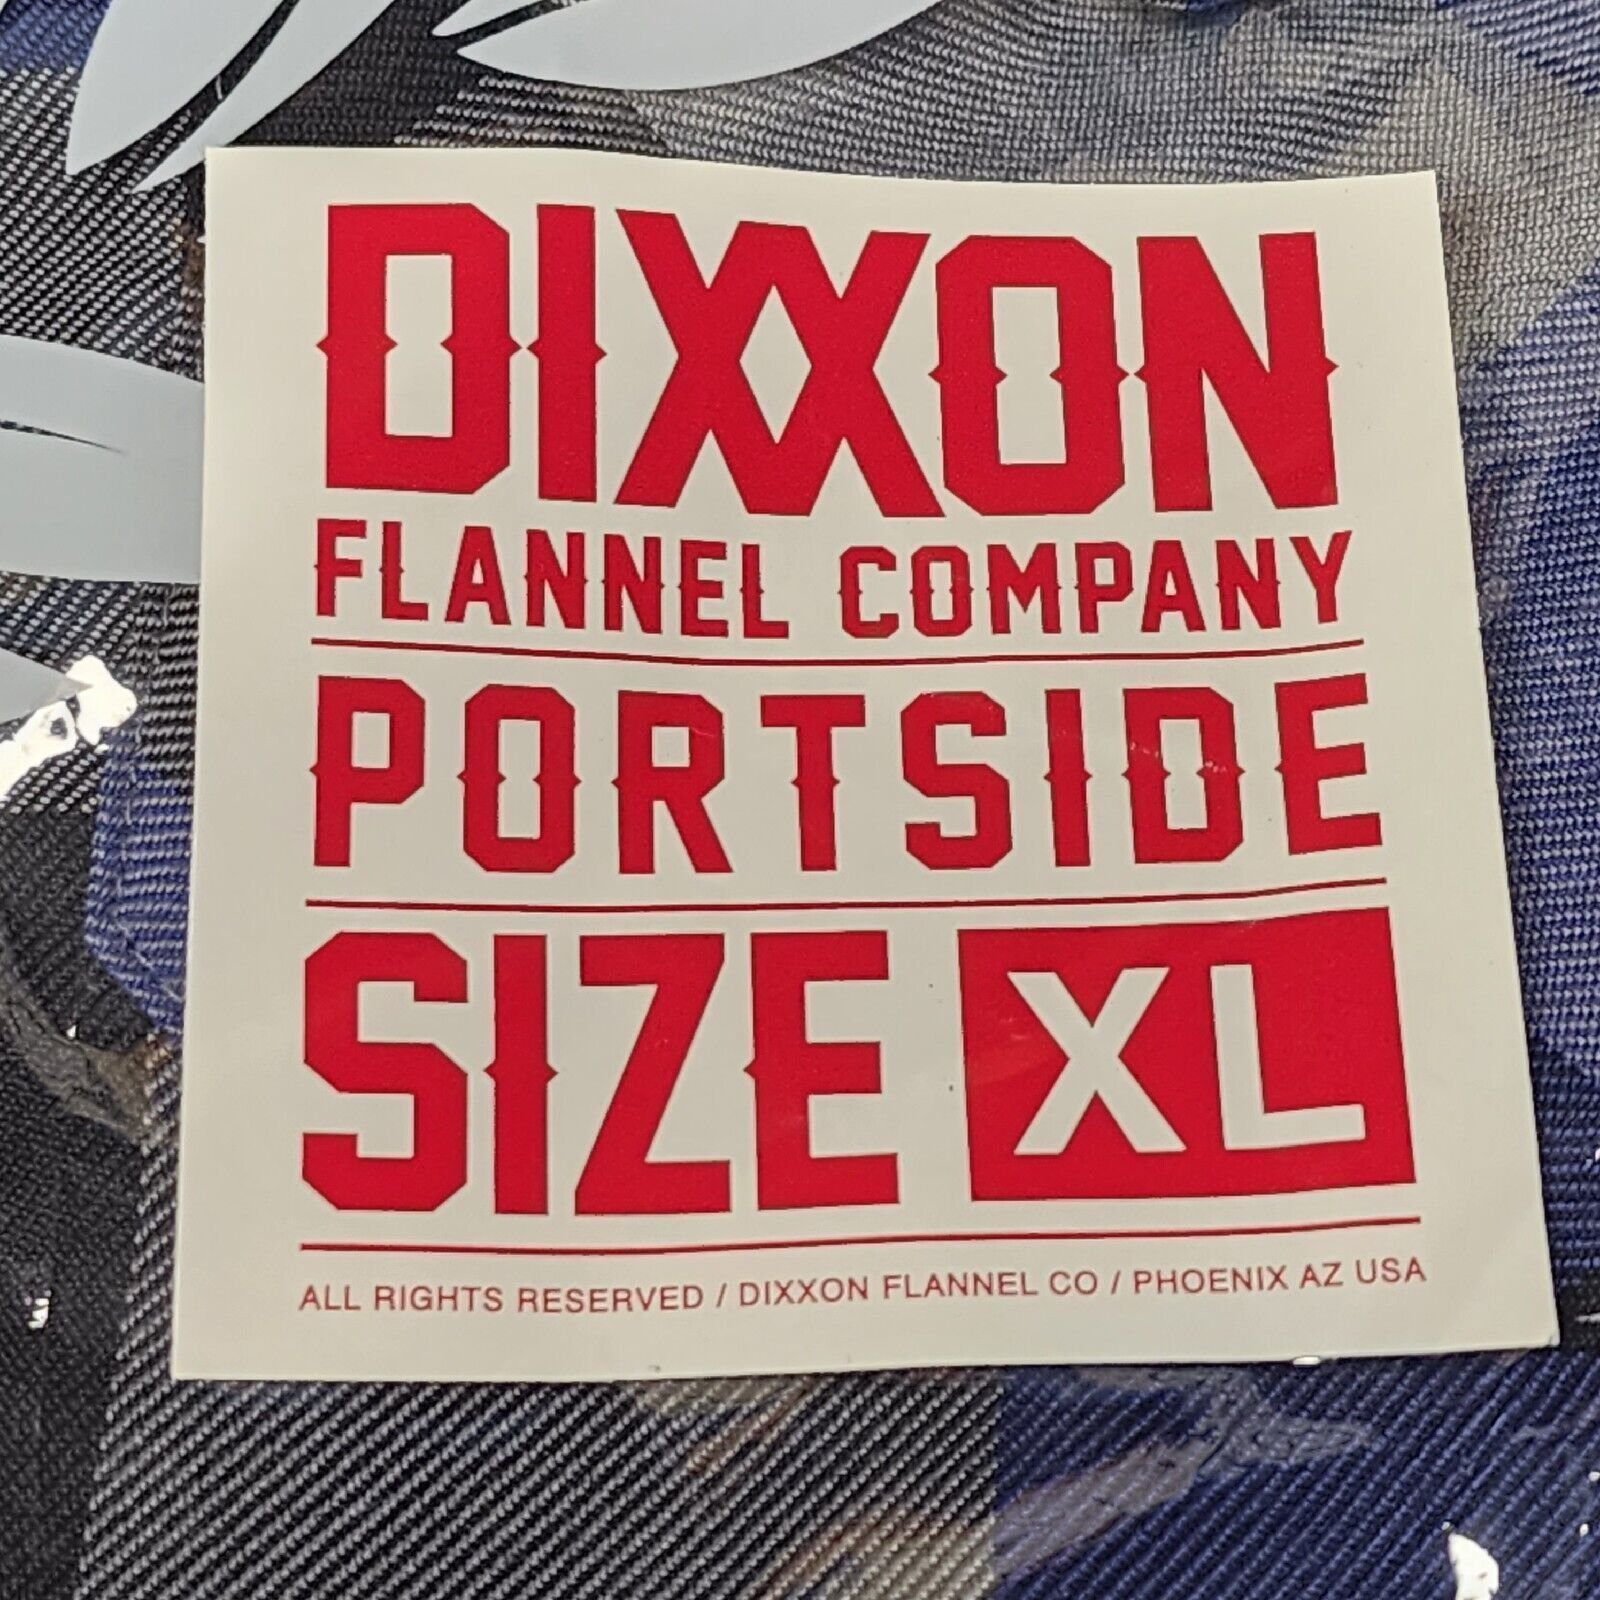 DIXXON
FLANNEL COMPANY
PORTSIDE
SIZE XL
ALL RIGHTS RESERVED / DIXXON FLANNEL CO / PHOENIX AZ USA